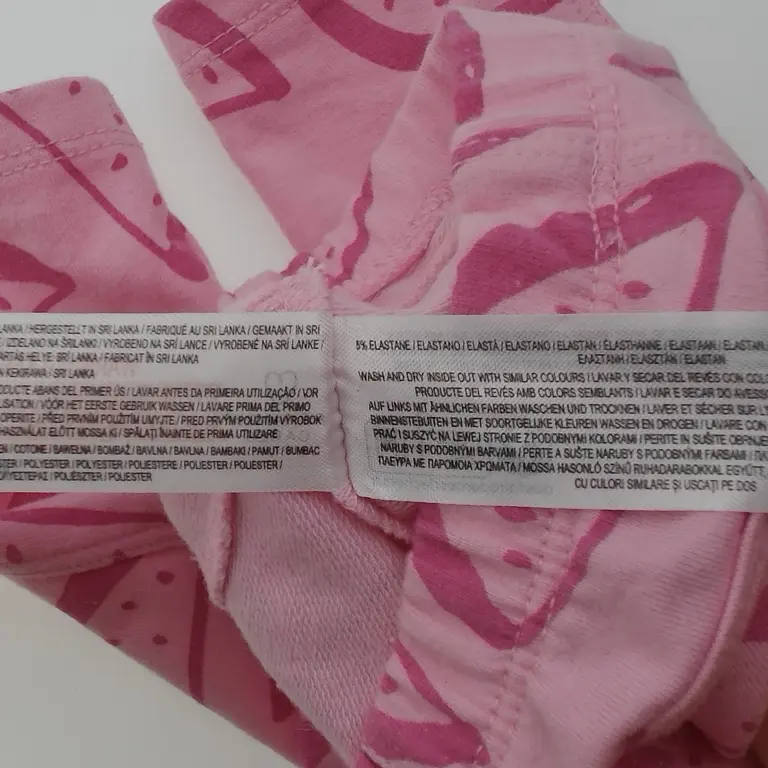 LANKA / HERGESTELLT IN SRI LANKA / FABRIQUÉ AU SRI LANKA / GEMAAKT IN SRI
/ IZDELANO NA ŠRILANKI / VYROBENO NA SRÍ LANCE / VYROBENÉ NA SRÍ LANKE /
ÁRTÁS HELYE: SRÍ LANKA / FABRICAT ÎN SRI LANKA
KEKIRAWA / SRI LANKA
PRODUCTE ABANS DEL PRIMER ÚS / LAVAR ANTES DA PRIMEIRA UTILIZAÇÃO / VOR
/ VÓÓR HET EERSTE GEBRUIK WASSEN / LAVARE PRIMA DEL PRIMO
/ PŘED PRVNÍM POUŽITÍM UMYJTE / PRED PRVÝM POUŽITÍM VÝROBOK
HASZNÁLAT ELŐTT MOSSA KI / SPĂLAȚI ÎNAINTE DE PRIMA UTILIZARE
/ COTONE / BAWEŁNA / BOMBAŽ / BAVLNA / BAVLNA / ΒΑΜΒΑΚΙ / PAMUT / BUMBAC
POLYESTER / POLYESTER / POLIESTERE / POLIESTER / POLIESTER /
/ POLIÉSZTER / POLIESTER
5% ELASTANE / ELASTANO / ELASTÀ / ELASTANO / ELASTAN / ÉLASTHANNE / ELASTAAN / ELASTAN
ΕΛΑΣΤΑΝΗ / ELASZTÁN / ELASTAN
WASH AND DRY INSIDE OUT WITH SIMILAR COLOURS / LAVAR Y SECAR DEL REVÉS CON
PRODUCTE DEL REVÉS AMB COLORS SEMBLANTS / LAVAR E SECAR DO AVESSO
AUF LINKS MIT ÄHNLICHEN FARBEN WASCHEN UND TROCKNEN / LAVER ET SÉCHER SUR
BINNENSTEBUITEN EN MET SOORTGELIJKE KLEUREN WASSEN EN DROGEN / LAVARE CON
PRAĆ I SUSZYĆ NA LEWEJ STRONIE Z PODOBNYMI KOLORAMI / PERITE IN SUŠITE OBRNJE
NARUBY S PODOBNÝMI BARVAMI / PERTE A SUŠTE NARUBY S PODOBNÝMI FARBAMI /
ΠΛΕΥΡΑ ΜΕ ΠΑΡΟΜΟΙΑ ΧΡΩΜΑΤΑ / MOSSA HASONLÓ SZÍNŰ RUHADARABOKKAL EGYÜTT,
CU CULORI SIMILARE ȘI USCAȚI PE DOS